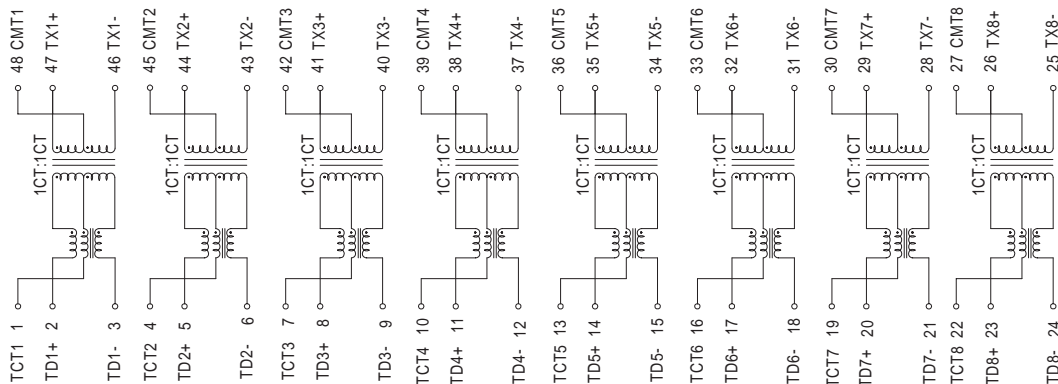 48 CMT1
47 TX1+
46 TX1-
45 CMT2
44 TX2+
43 TX2-
42 CMT3
41 TX3+
40 TX3-
39 CMT4
38 TX4+
37 TX4-
36 CMT5
35 TX5+
34 TX5-
33 CMT6
32 TX6+
31 TX6-
30 CMT7
29 TX7+
28 TX7-
27 CMT8
26 TX8+
25 TX8-
1CT:1CT
1CT:1CT
1CT:1CT
1CT:1CT
1CT:1CT
1CT:1CT
1CT:1CT
1CT:1CT
TCT1 1
TD1+ 2
TD1- 3
TCT2 4
TD2+ 5
TD2- 6
TCT3 7
TD3+ 8
TD3- 9
TCT4 10
TD4+ 11
TD4- 12
TCT5 13
TD5+ 14
TD5- 15
TCT6 16
TD6+ 17
TD6- 18
TCT7 19
TD7+ 20
TD7- 21
TCT8 22
TD8+ 23
TD8- 24